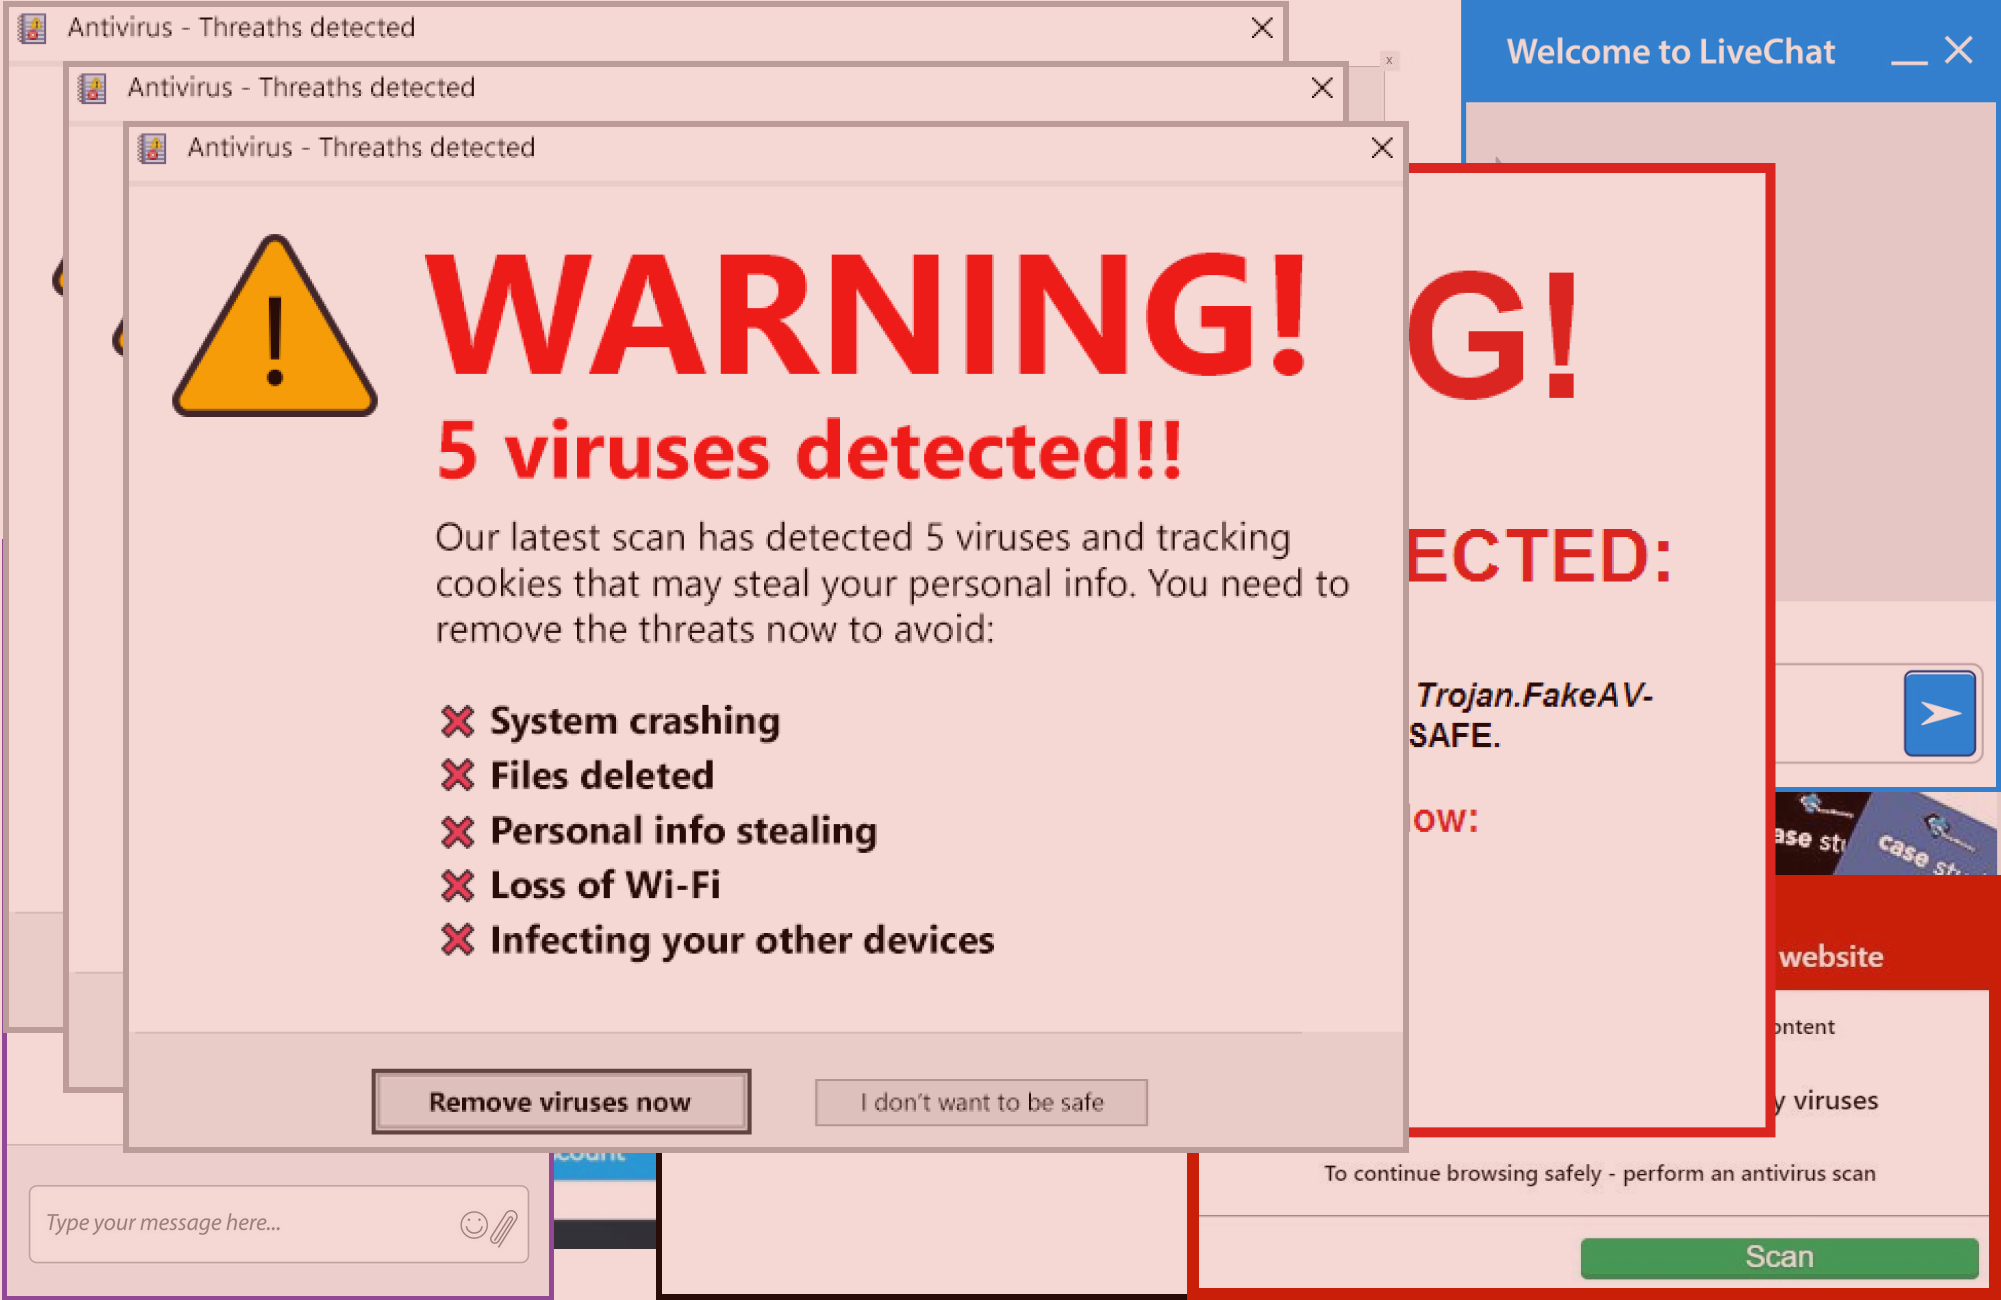 Antivirus - Threaths detected
Antivirus - Threaths detected
Antivirus - Threaths detected
WARNING!
5 viruses detected!!
Our latest scan has detected 5 viruses and tracking
cookies that may steal your personal info. You need to
remove the threats now to avoid:
System crashing
Files deleted
Personal info stealing
Loss of Wi-Fi
Infecting your other devices
Remove viruses now
I don't want to be safe
x
Welcome to LiveChat
G!
ECTED:
Trojan.FakeAV-
SAFE.
ow:
ase stu
case stu
website
ontent
y viruses
To continue browsing safely - perform an antivirus scan
Scan
count
Type your message here...